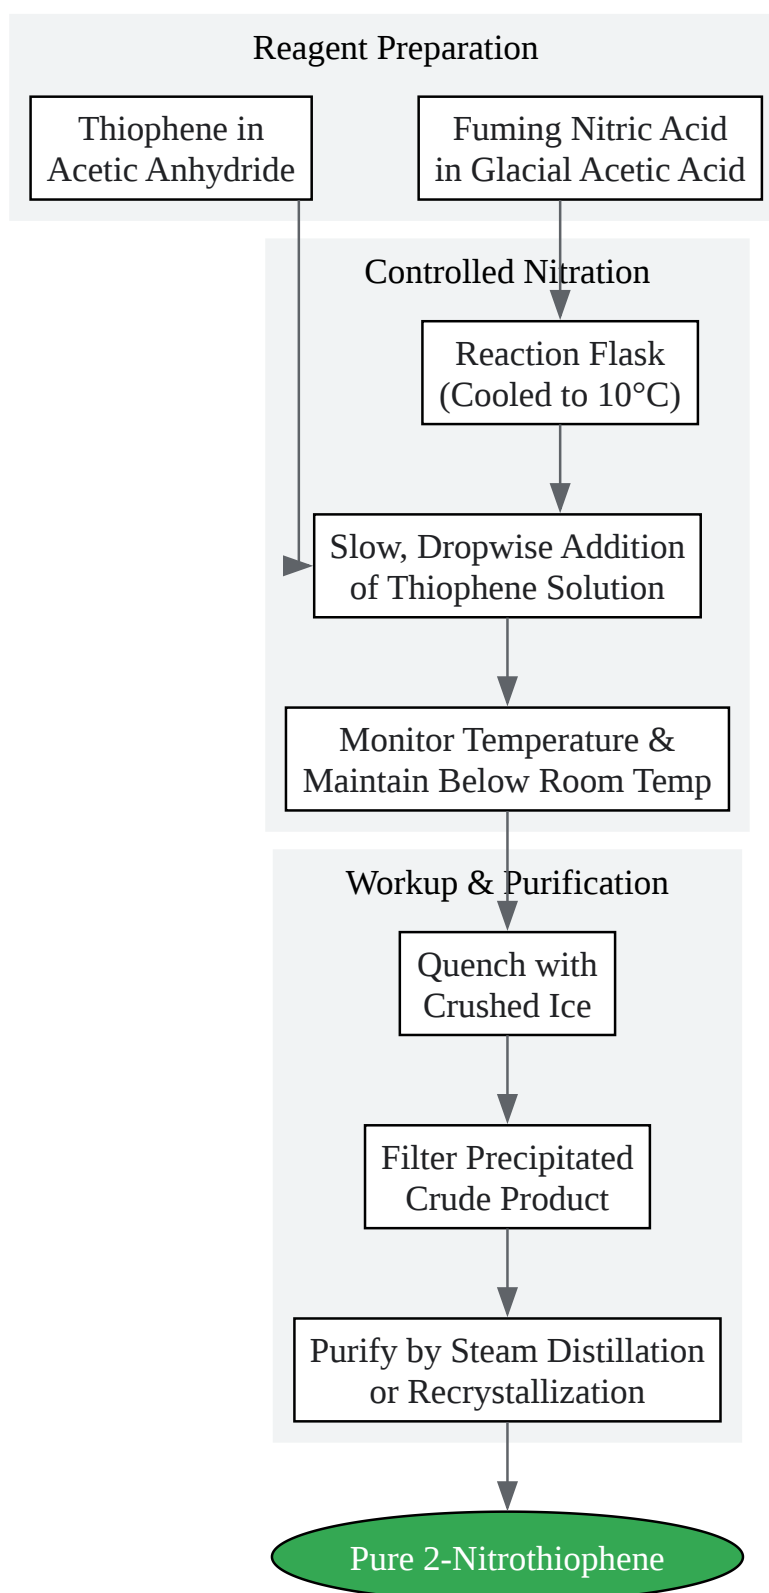 Reagent Preparation
Thiophene in
Acetic Anhydride
Fuming Nitric Acid
in Glacial Acetic Acid
Controlled Nitration
Reaction Flask
(Cooled to 10°C)
Slow, Dropwise Addition
of Thiophene Solution
Monitor Temperature &
Maintain Below Room Temp
Workup & Purification
Quench with
Crushed Ice
Filter Precipitated
Crude Product
Purify by Steam Distillation
or Recrystallization
Pure 2-Nitrothiophene